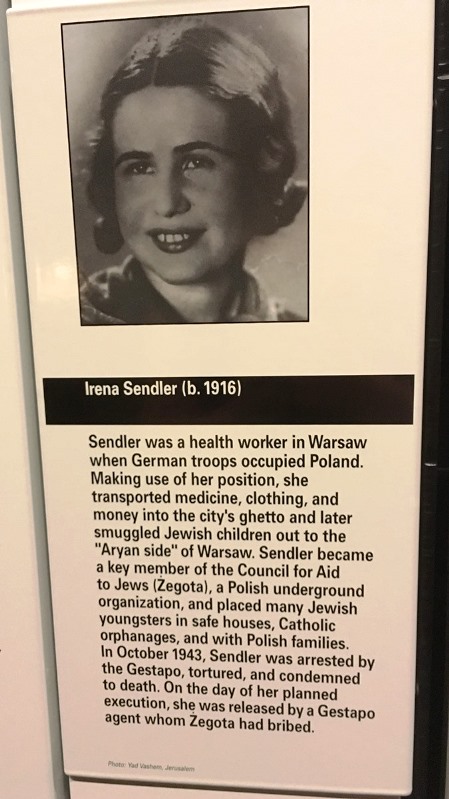 Irena Sendler (b. 1916)
Sendler was a health worker in Warsaw
when German troops occupied Poland.
Making use of her position, she
transported medicine, clothing, and
money into the city's ghetto and later
smuggled Jewish children out to the
"Aryan side" of Warsaw. Sendler became
a key member of the Council for Aid
to Jews (Żegota), a Polish underground
organization, and placed many Jewish
youngsters in safe houses, Catholic
orphanages, and with Polish families.
In October 1943, Sendler was arrested by
the Gestapo, tortured, and condemned
to death. On the day of her planned
execution, she was released by a Gestapo
agent whom Żegota had bribed.
Photo: Yad Vashem, Jerusalem